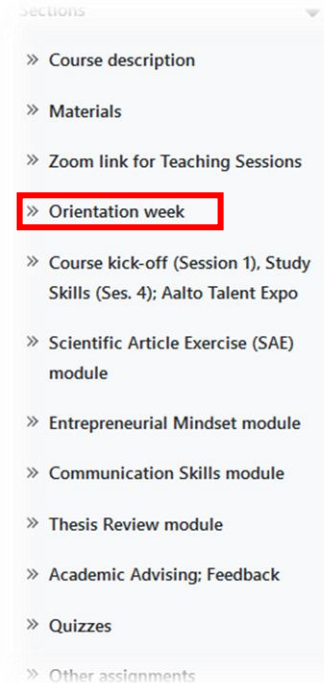 Sections
» Course description
» Materials
» Zoom link for Teaching Sessions
» Orientation week
» Course kick-off (Session 1), Study
Skills (Ses. 4); Aalto Talent Expo
» Scientific Article Exercise (SAE)
module
» Entrepreneurial Mindset module
» Communication Skills module
» Thesis Review module
» Academic Advising; Feedback
» Quizzes
» Other assignments